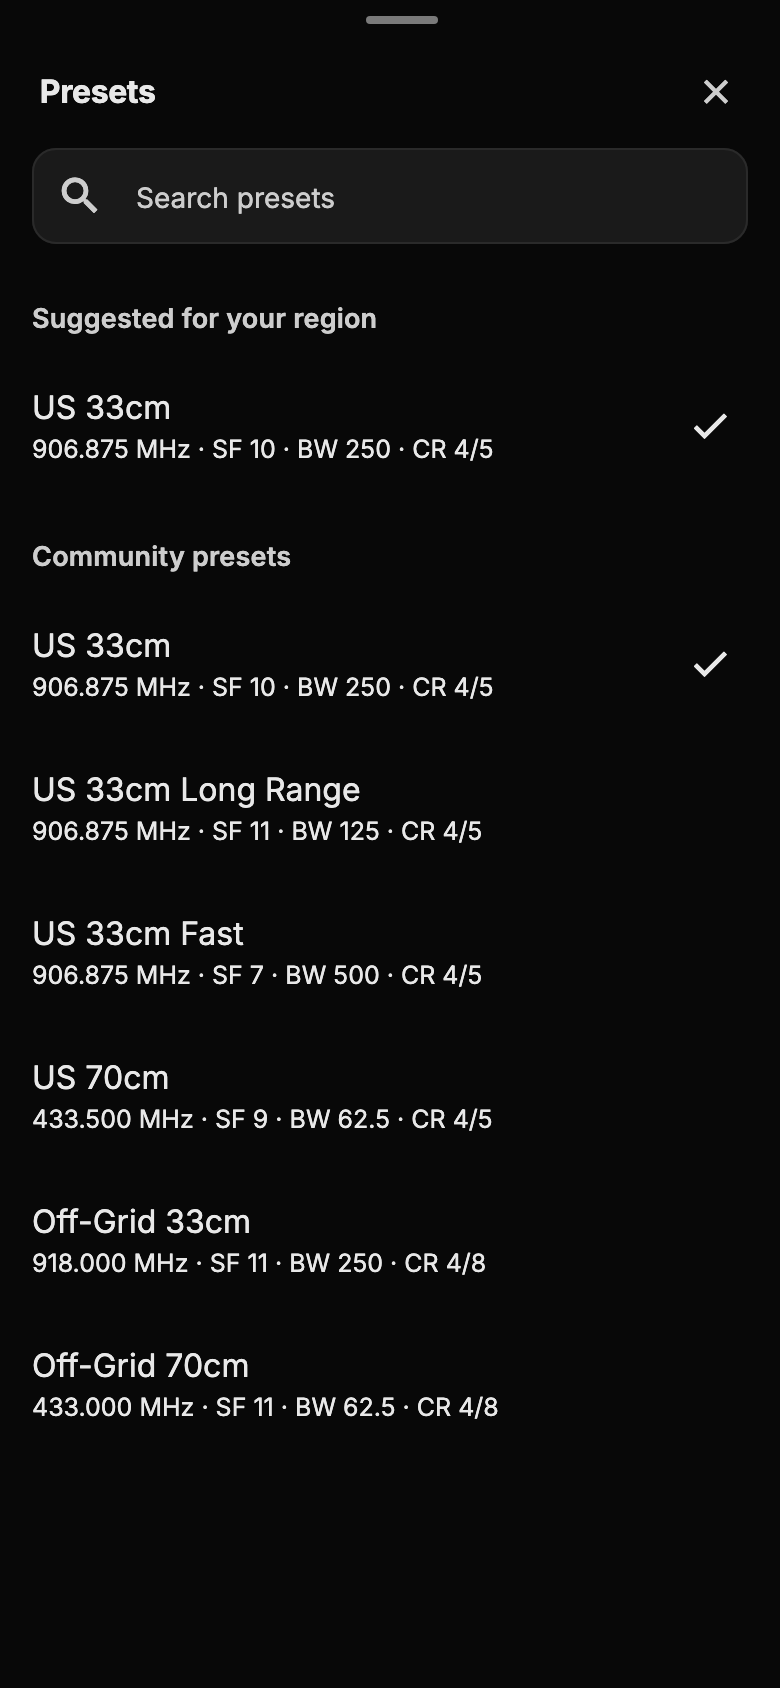 Presets
Search presets
Suggested for your region
US 33cm
906.875 MHz · SF 10 · BW 250 · CR 4/5
Community presets
US 33cm
906.875 MHz · SF 10 · BW 250 · CR 4/5
US 33cm Long Range
906.875 MHz · SF 11 · BW 125 · CR 4/5
US 33cm Fast
906.875 MHz · SF 7 · BW 500 · CR 4/5
US 70cm
433.500 MHz · SF 9 · BW 62.5 · CR 4/5
Off-Grid 33cm
918.000 MHz · SF 11 · BW 250 · CR 4/8
Off-Grid 70cm
433.000 MHz · SF 11 · BW 62.5 · CR 4/8